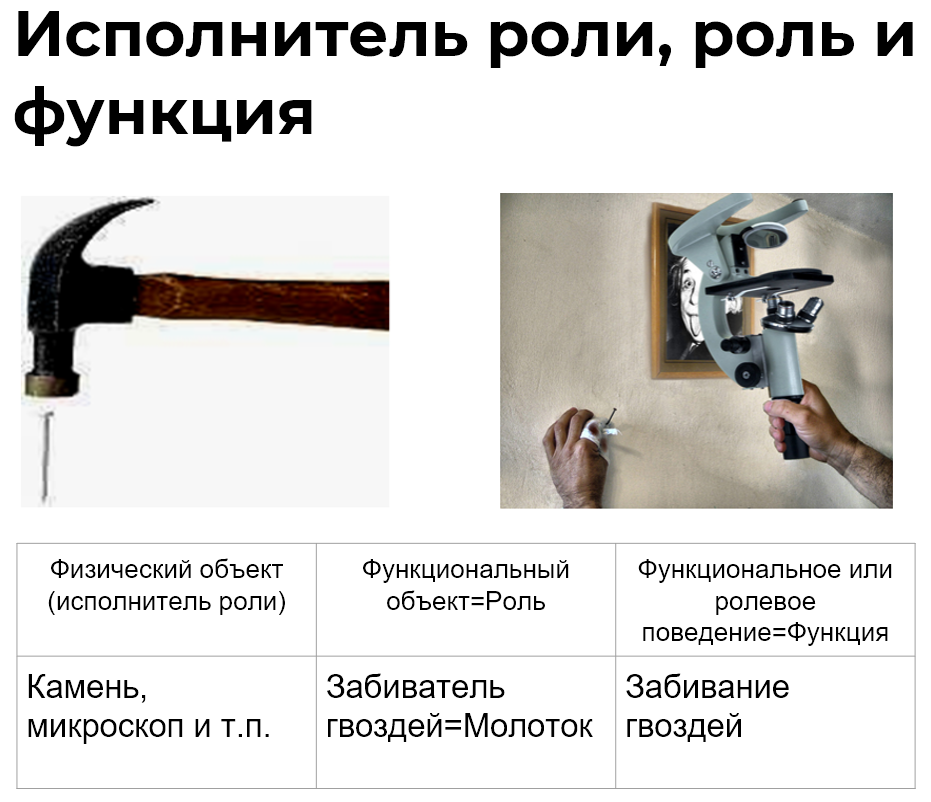 Исполнитель роли, роль и
функция
Физический объект
(исполнитель роли)
Функциональный
объект=Роль
Функциональное или
ролевое
поведение=Функция
Камень,
микроскоп и т.п.
Забиватель
гвоздей=Молоток
Забивание
гвоздей